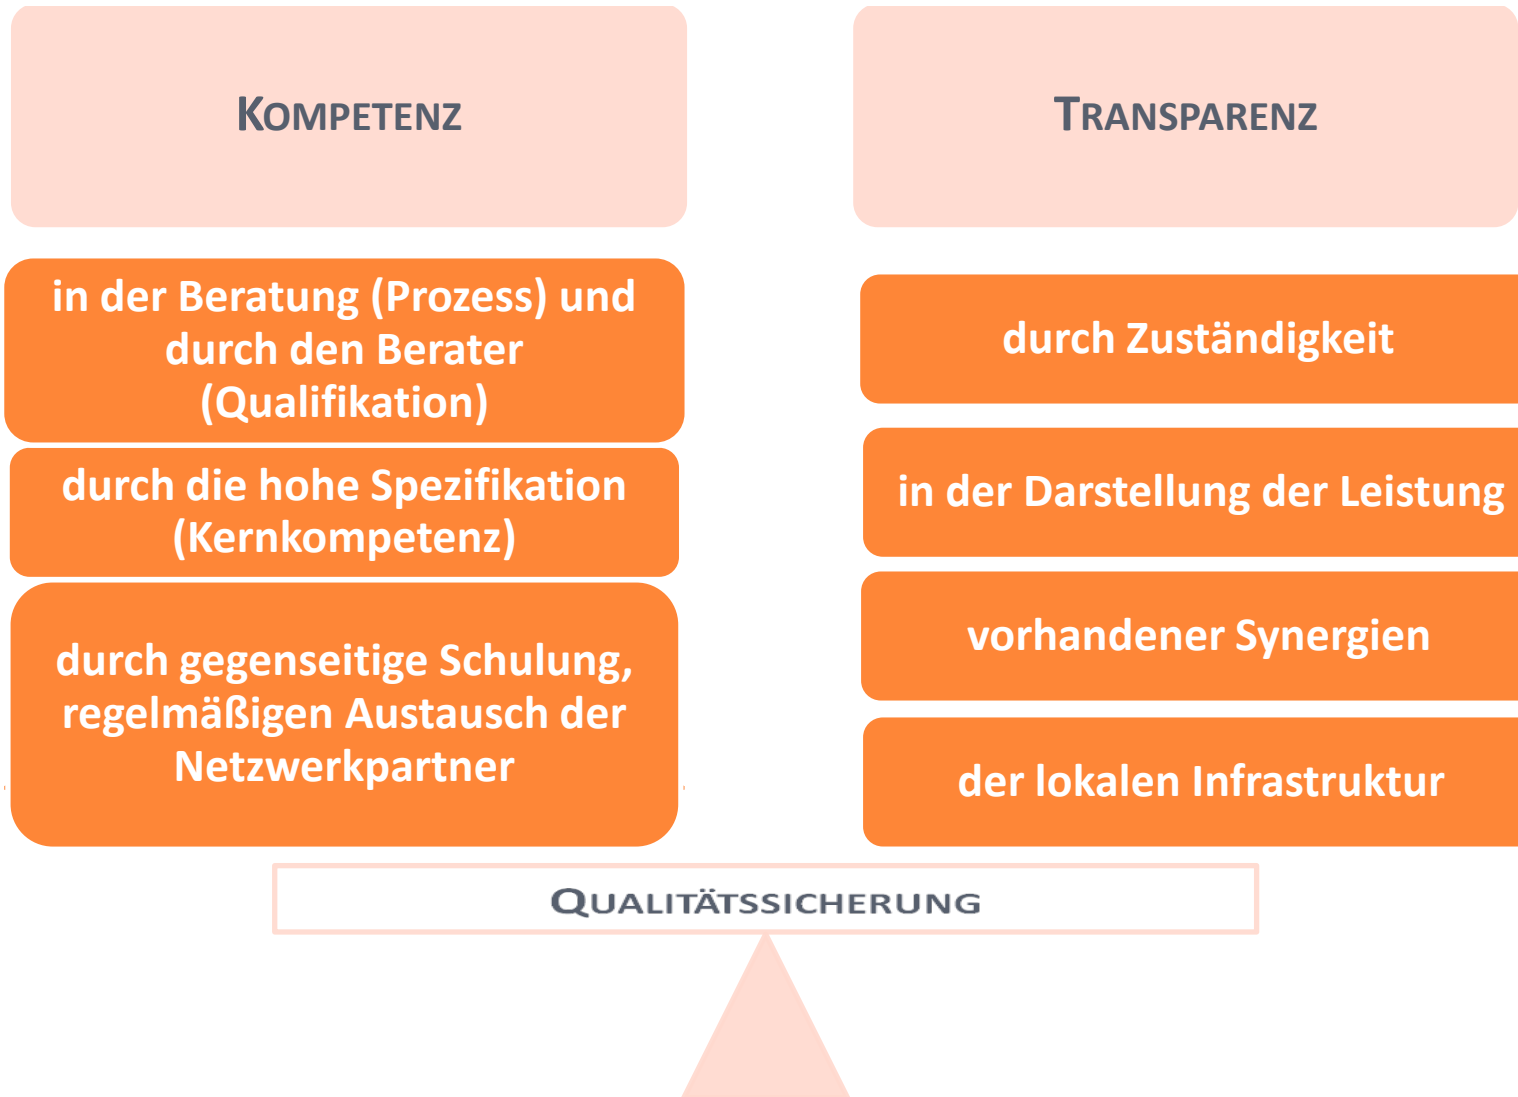 KOMPETENZ
in der Beratung (Prozess) und
durch den Berater
(Qualifikation)
durch die hohe Spezifikation
(Kernkompetenz)
durch gegenseitige Schulung,
regelmäßigen Austausch der
Netzwerkpartner
TRANSPARENZ
durch Zuständigkeit
in der Darstellung der Leistung
vorhandener Synergien
der lokalen Infrastruktur
QUALITÄTSSICHERUNG